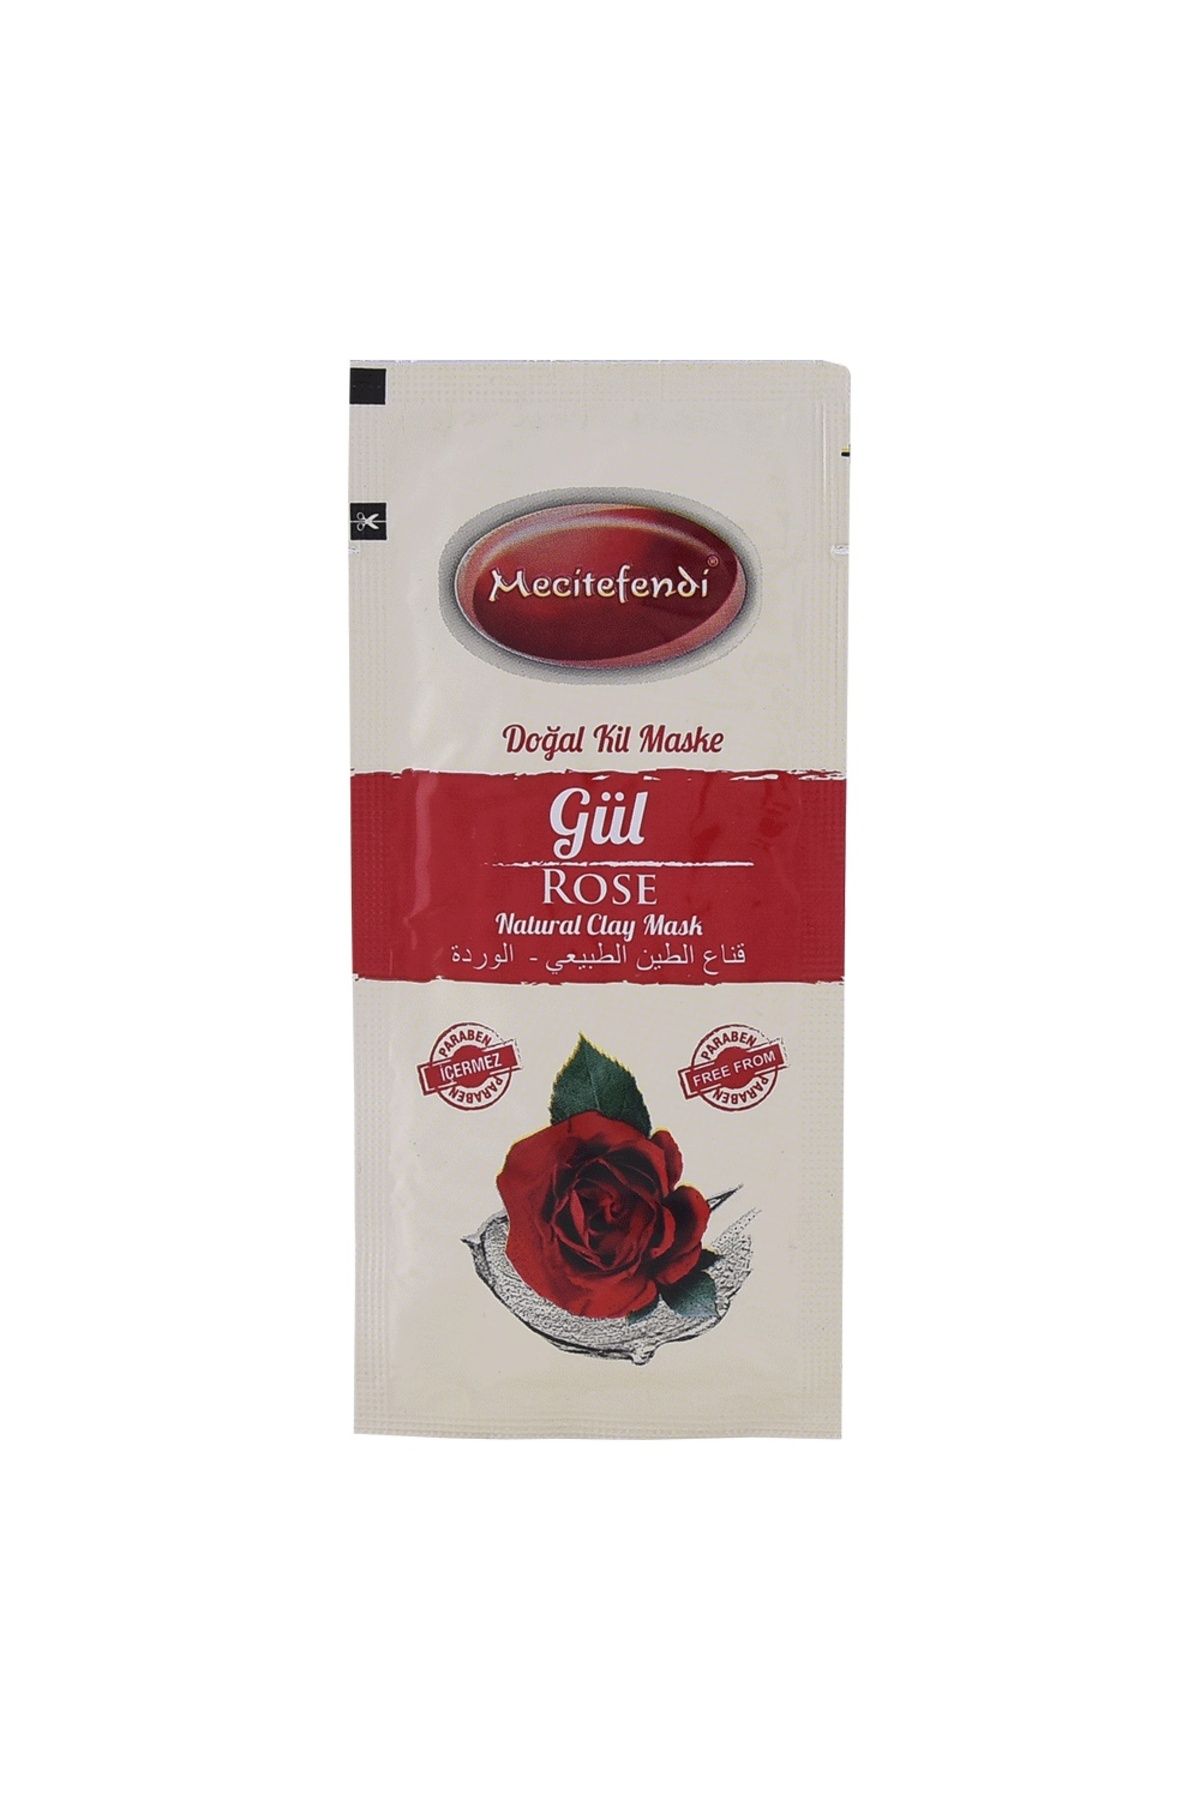 Mecitefendi®
Doğal Kil Maske
Gül
ROSE
Natural Clay Mask
قناع الطين الطبيعي - الوردة
PARABEN
İÇERMEZ
PARABEN
PARABEN
FREE FROM
PARABEN